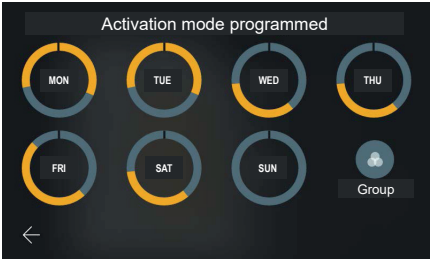 Activation mode programmed
MON
TUE
WED
THU
FRI
SAT
SUN
Group